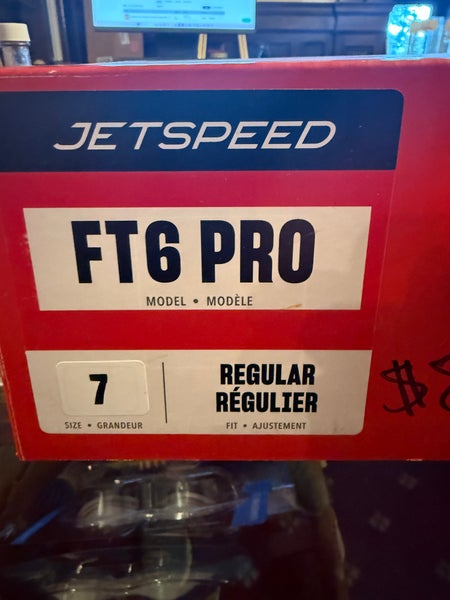 JETSPEED
FT6 PRO
MODEL • MODÈLE
7
SIZE • GRANDEUR
REGULAR
RÉGULIER
FIT • AJUSTEMENT
$